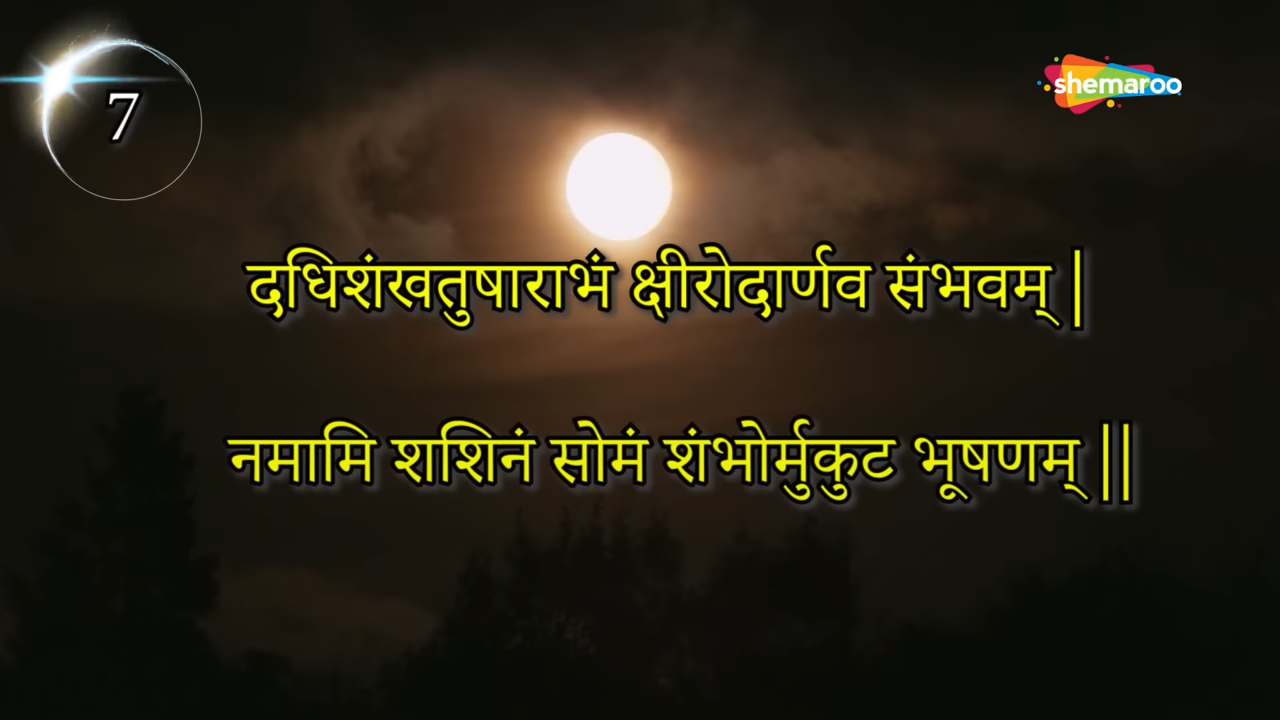 7
shemaroo
दधिशंखतुषाराभं क्षीरोदार्णव संभवम् |
नमामि शशिनं सोमं शंभोर्मुकुट भूषणम् ||